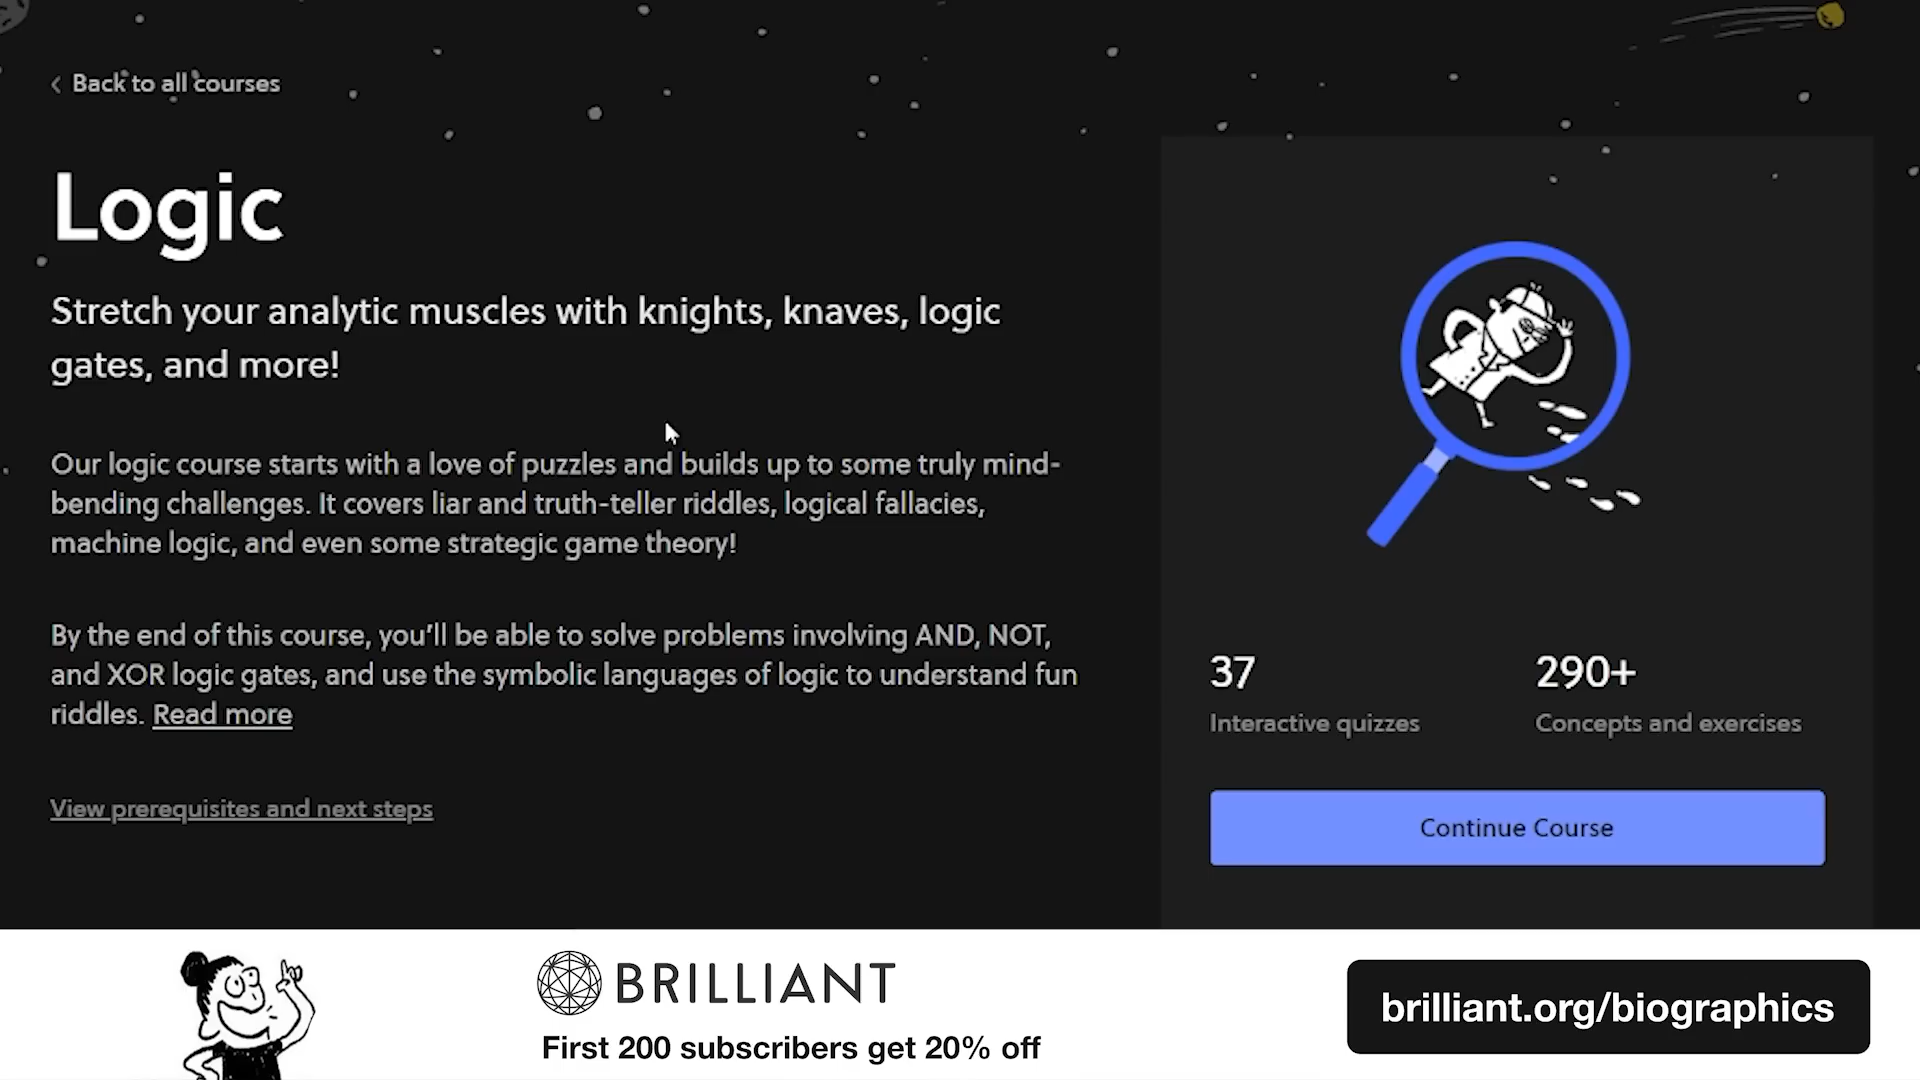 Back to all courses
Logic
Stretch your analytic muscles with knights, knaves, logic
gates, and more!
Our logic course starts with a love of puzzles and builds up to some truly mind-
bending challenges. It covers liar and truth-teller riddles, logical fallacies,
machine logic, and even some strategic game theory!
By the end of this course, you'll be able to solve problems involving AND, NOT,
and XOR logic gates, and use the symbolic languages of logic to understand fun
riddles. Read more
View prerequisites and next steps
37
Interactive quizzes
290+
Concepts and exercises
Continue Course
BRILLIANT
First 200 subscribers get 20% off
brilliant.org/biographics